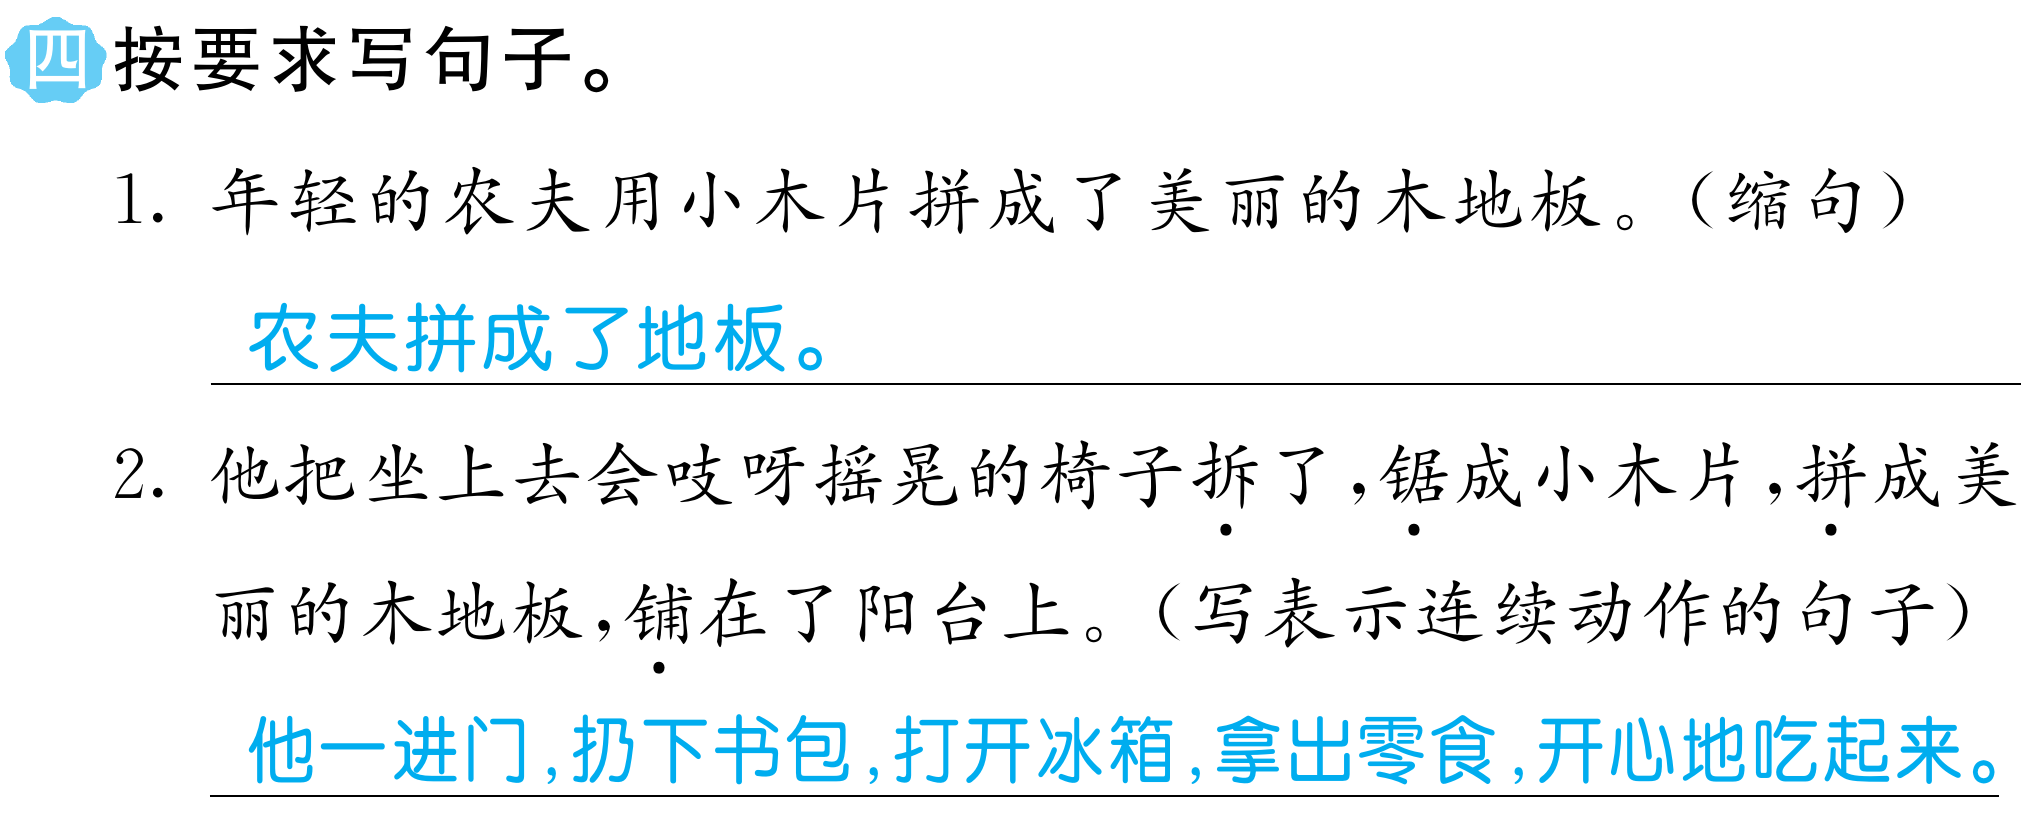 四 按要求写句子。
1. 年轻的农夫用小木片拼成了美丽的木地板。（缩句）
农夫拼成了地板。
2. 他把坐上去会吱呀摇晃的椅子拆了,锯成小木片,拼成美
丽的木地板,铺在了阳台上。（写表示连续动作的句子）
他一进门,扔下书包,打开冰箱,拿出零食,开心地吃起来。